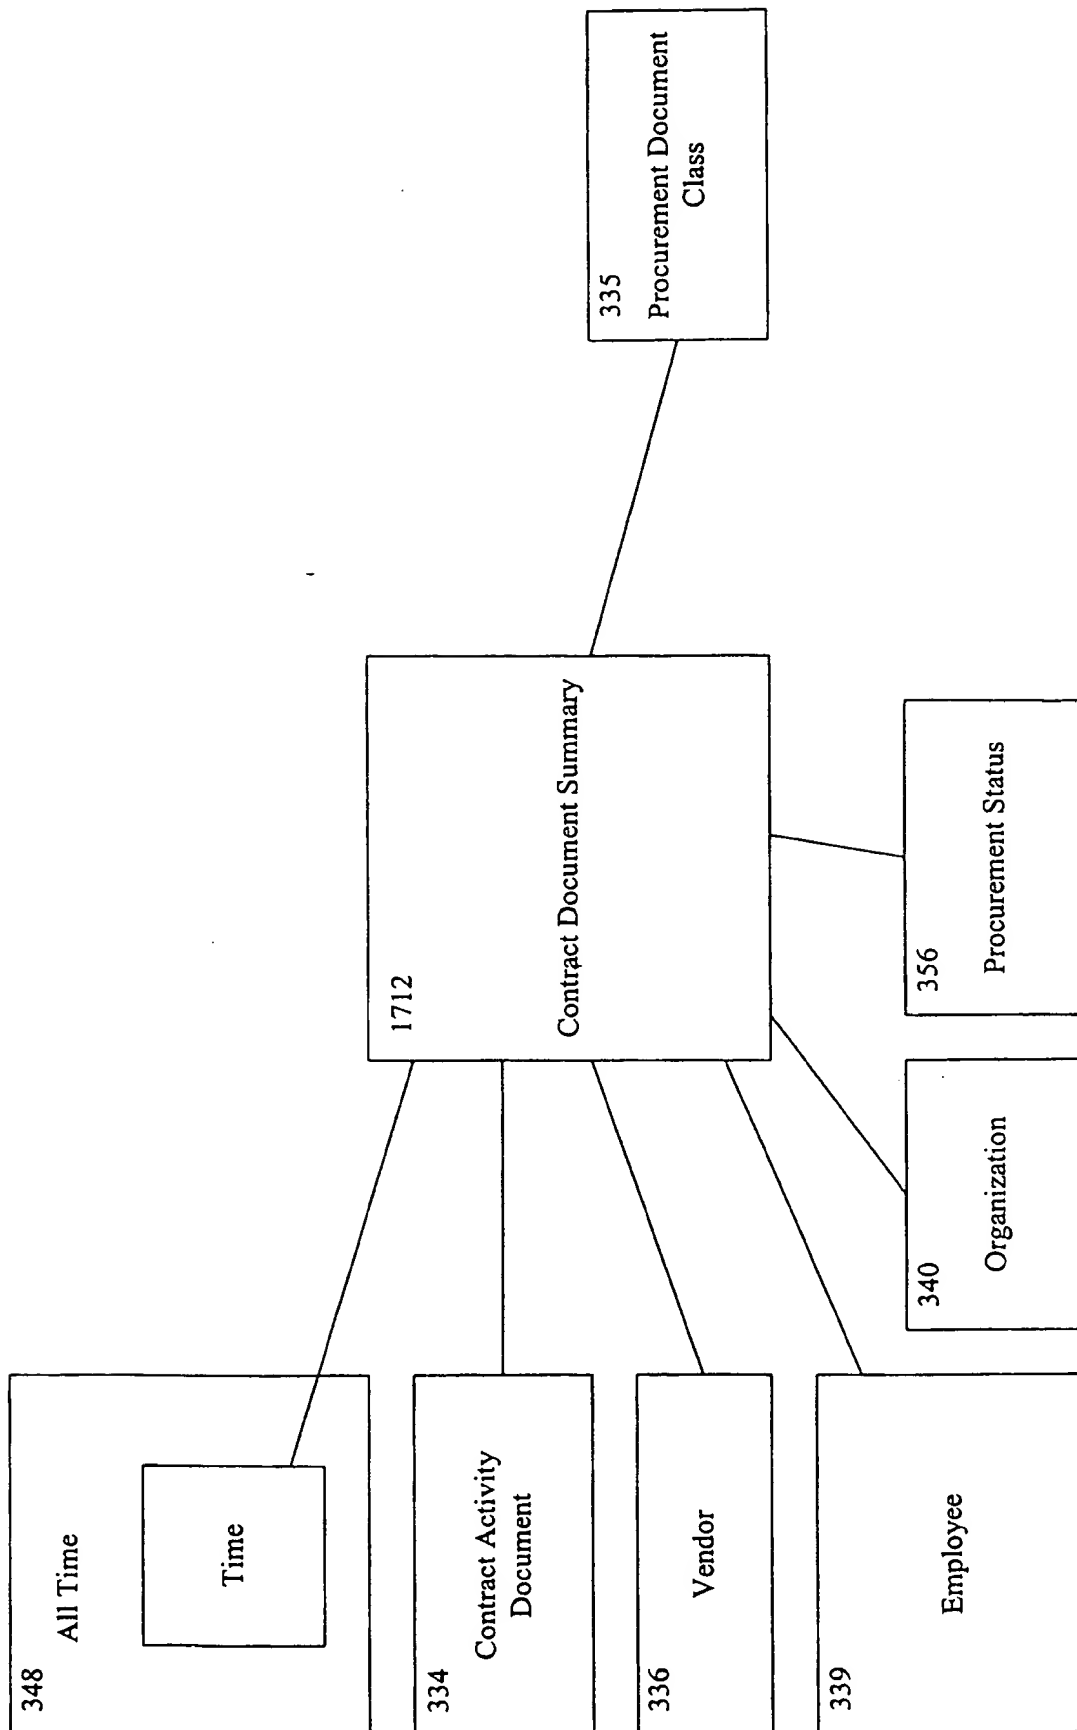 348
All Time
Time
334
Contract Activity
Document
336
Vendor
339
Employee
1712
Contract Document Summary
340
Organization
356
Procurement Status
335
Procurement Document
Class